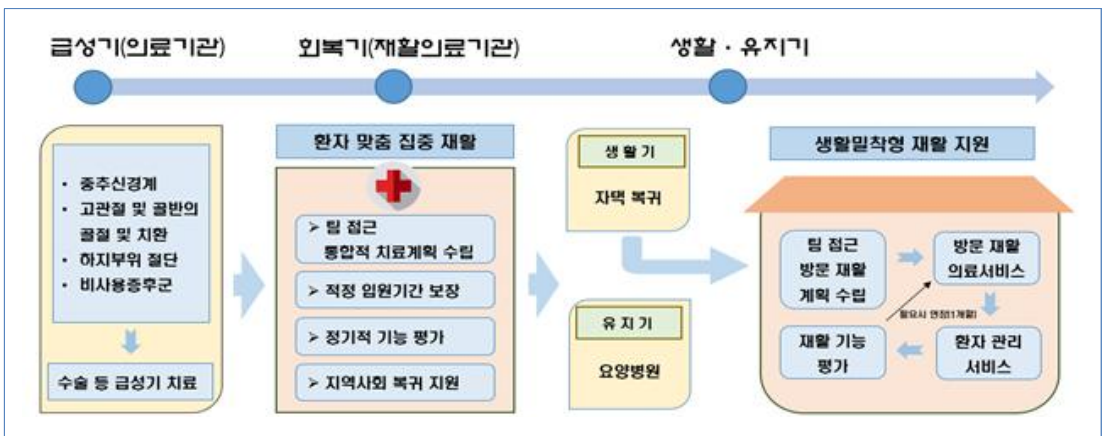 급성기(의료기관)
회복기(재활의료기관)
생활 · 유지기
• 중추신경계
• 고관절 및 골반의
골절 및 치환
• 하지부위 절단
• 비사용증후군
수술 등 급성기 치료
환자 맞춤 집중 재활
➢ 팀 접근
통합적 치료계획 수립
➢ 적정 입원기간 보장
➢ 정기적 기능 평가
➢ 지역사회 복귀 지원
생 활 기
자택 복귀
유 지 기
요양병원
생활밀착형 재활 지원
팀 접근
방문 재활
계획 수립
방문 재활
의료서비스
필요시 연장(1개월)
재활 기능
평가
환자 관리
서비스